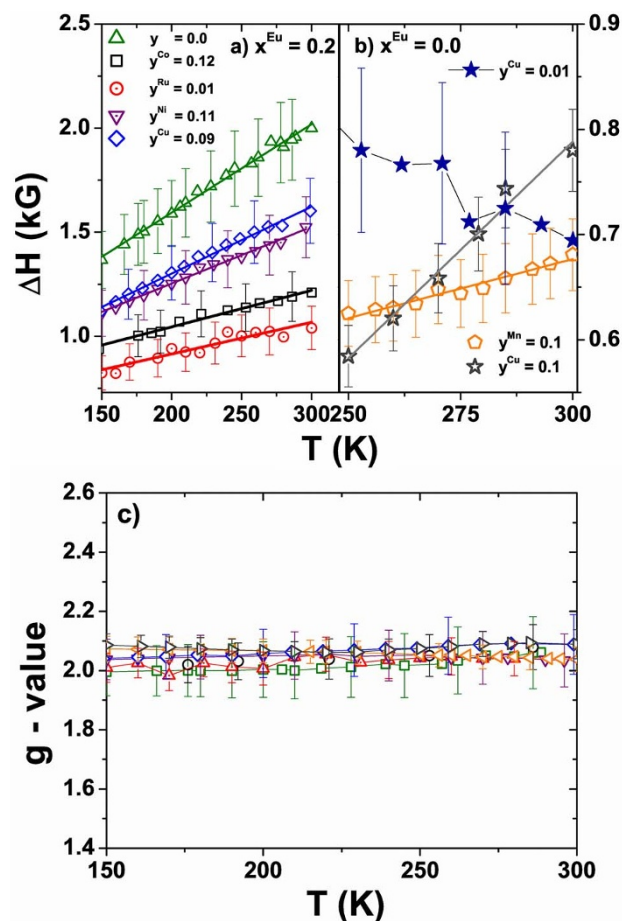 a) x^Eu = 0.2
y = 0.0
y^Co = 0.12
y^Ru = 0.01
y^Ni = 0.11
y^Cu = 0.09
ΔH (kG)
2.5
2.0
1.5
1.0
150
200
250
300
T (K)
b) x^Eu = 0.0
y^Cu = 0.01
y^Mn = 0.1
y^Cu = 0.1
0.9
0.8
0.7
0.6
250
275
300
T (K)
c)
g - value
2.6
2.4
2.2
2.0
1.8
1.6
1.4
150
200
250
300
T (K)